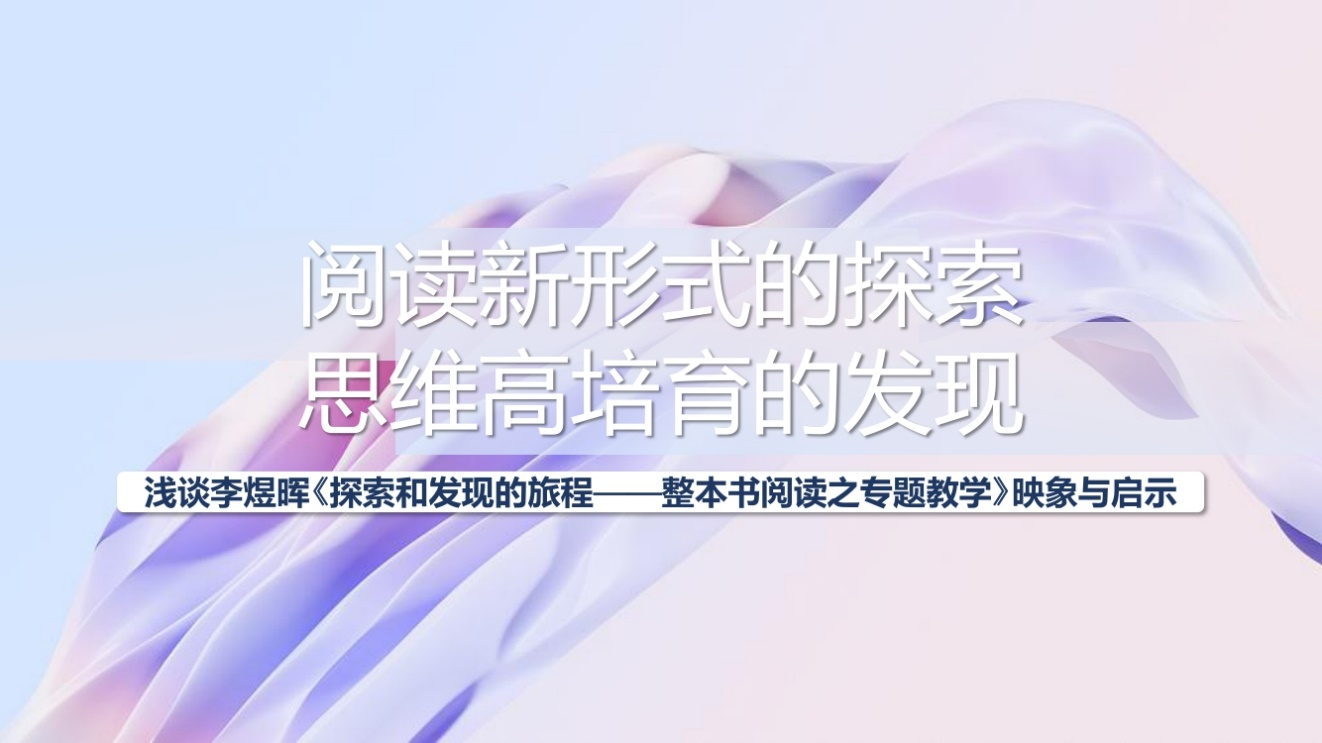 阅读新形式的探索
思维高培育的发现
浅谈李煜晖《探索和发现的旅程——整本书阅读之专题教学》映象与启示